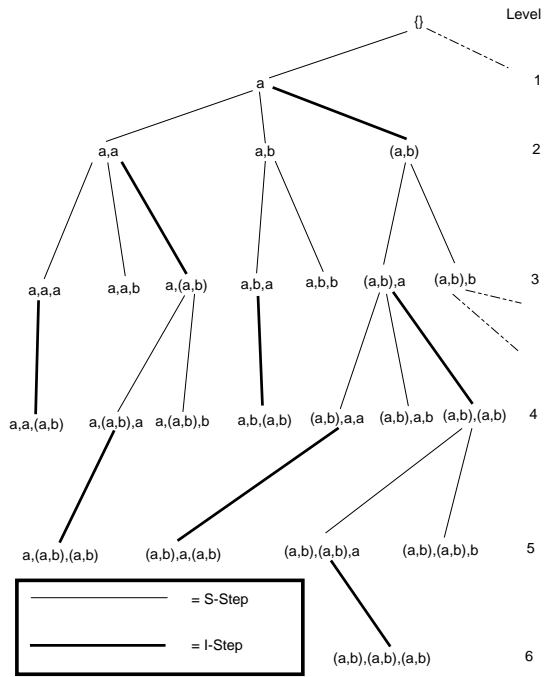 Level
{}
a
1
a,a
a,b
(a,b)
2
a,a,a
a,a,b
a,(a,b)
a,b,a
a,b,b
(a,b),a
(a,b),b
3
a,a,(a,b)
a,(a,b),a
a,(a,b),b
a,b,(a,b)
(a,b),a,a
(a,b),a,b
(a,b),(a,b)
4
a,(a,b),(a,b)
(a,b),a,(a,b)
(a,b),(a,b),a
(a,b),(a,b),b
5
= S-Step
= I-Step
(a,b),(a,b),(a,b)
6